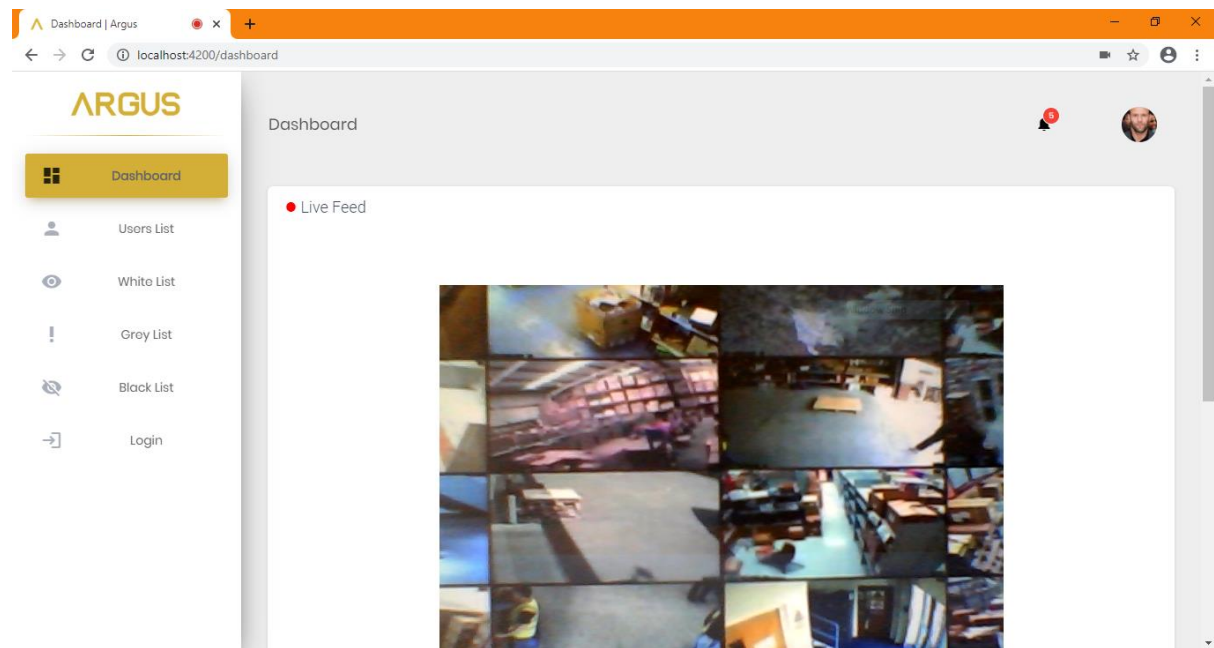 Dashboard | Argus
localhost:4200/dashboard
ARGUS
Dashboard
5
Dashboard
Live Feed
Users List
White List
Grey List
Black List
Login